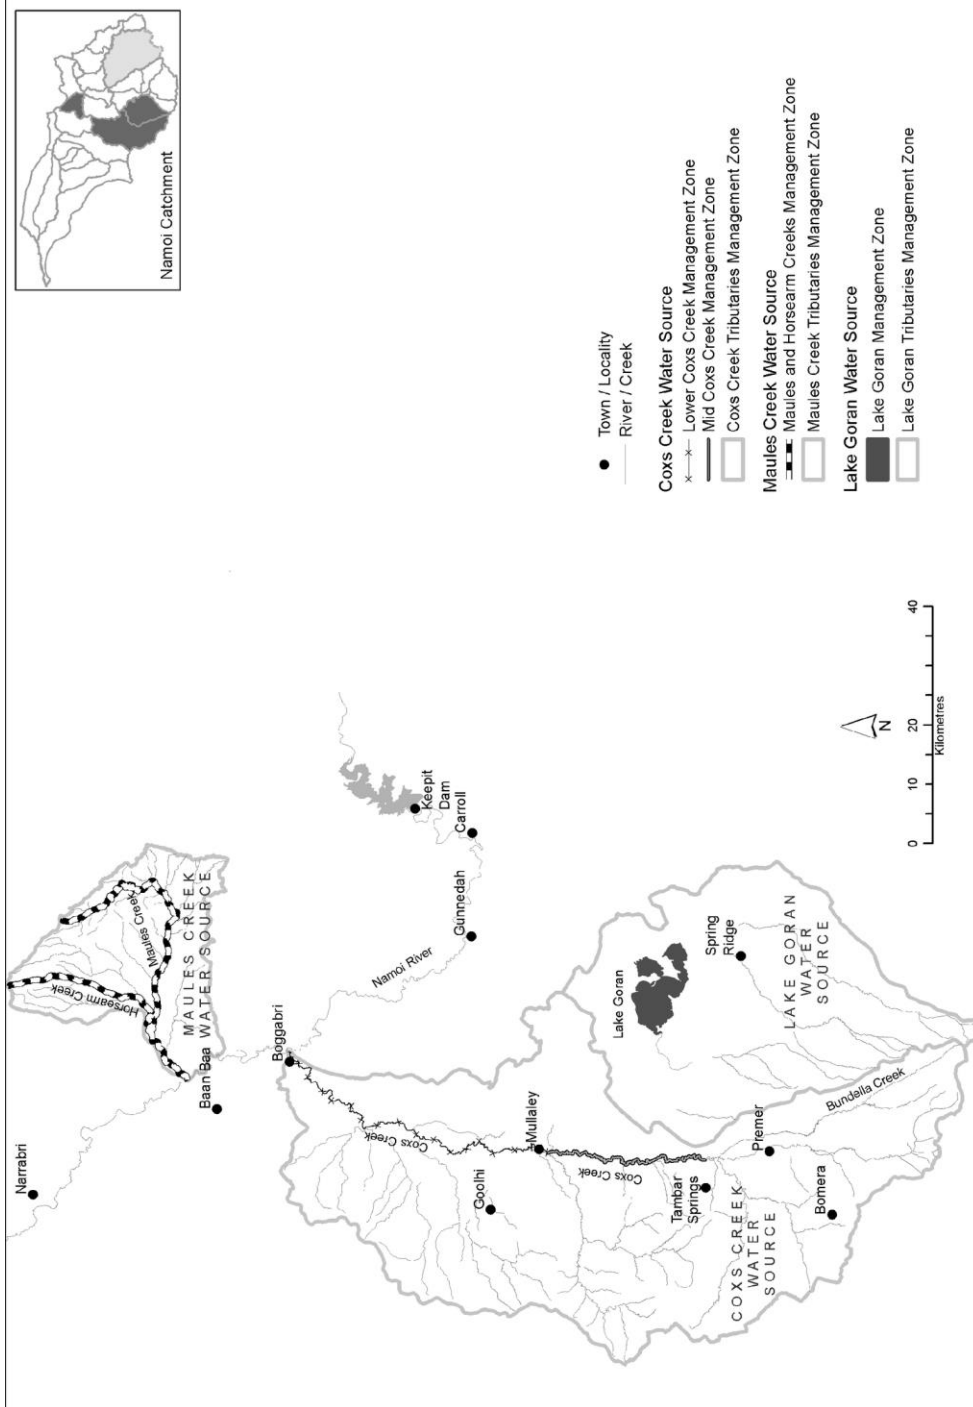 Namoi Catchment
Town / Locality
River / Creek
Coxs Creek Water Source
Lower Coxs Creek Management Zone
Mid Coxs Creek Management Zone
Coxs Creek Tributaries Management Zone
Maules Creek Water Source
Maules and Horsearm Creeks Management Zone
Maules Creek Tributaries Management Zone
Lake Goran Water Source
Lake Goran Management Zone
Lake Goran Tributaries Management Zone
Narrabri
Horsearm Creek
Maules Creek
MAULES CREEK
WATER SOURCE
Baan Baa
Boggabri
Namoi River
Keepit
Dam
Carroll
Gunnedah
Coxs Creek
Goolhi
Mullaley
Coxs Creek
Lake Goran
Tambar
Springs
Spring
Ridge
COXS CREEK
WATER
SOURCE
LAKE GORAN
WATER
SOURCE
Premer
Bomera
Bundella Creek
N
0
10
20
40
Kilometres